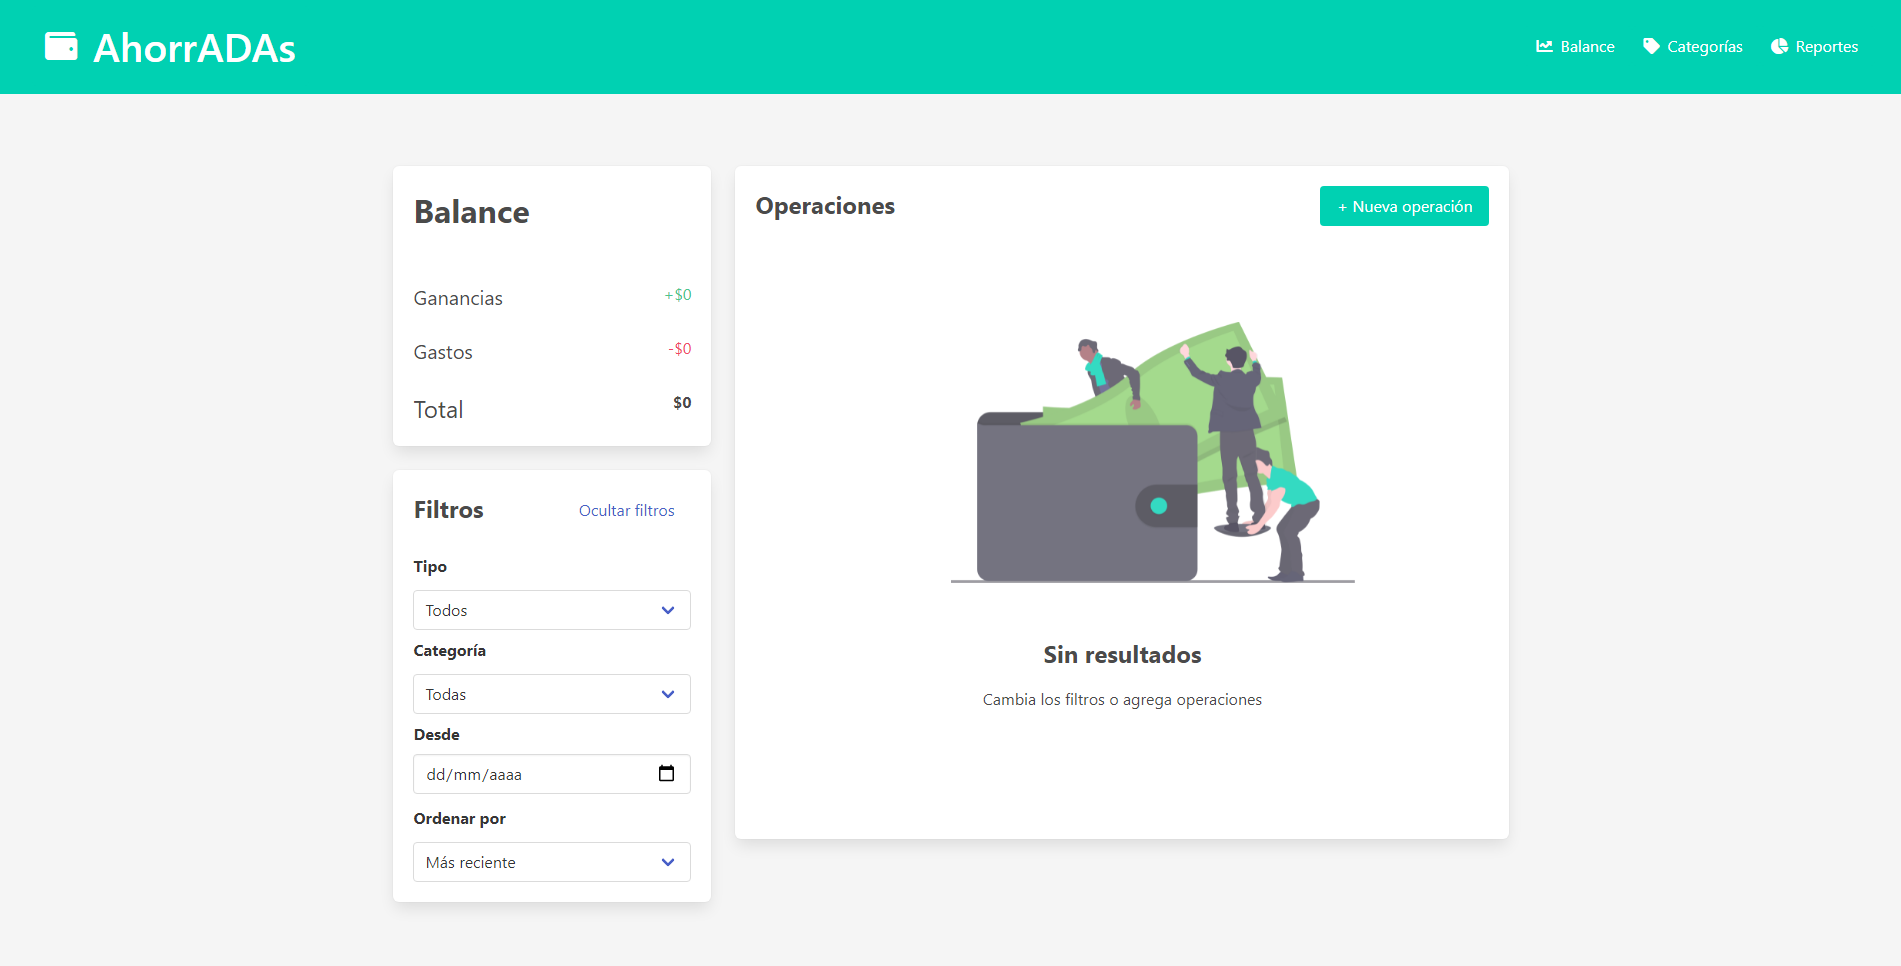 AhorrADAs
Balance
Categorías
Reportes
Balance
Ganancias
+$0
Gastos
-$0
Total
$0
Filtros
Ocultar filtros
Tipo
Todos
Categoría
Todas
Desde
dd/mm/aaaa
Ordenar por
Más reciente
Operaciones
+ Nueva operación
Sin resultados
Cambia los filtros o agrega operaciones